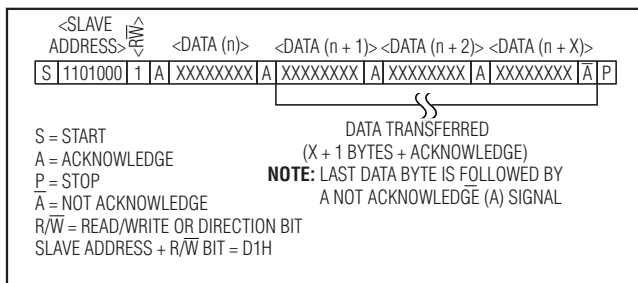 <SLAVE
ADDRESS> <RW̅> <DATA (n)> <DATA (n + 1)> <DATA (n + 2)> <DATA (n + X)>
S 1101000 1 A XXXXXXXX A XXXXXXXX A XXXXXXXX A XXXXXXXX A̅ P
S = START
A = ACKNOWLEDGE
P = STOP
A̅ = NOT ACKNOWLEDGE
R/W̅ = READ/WRITE OR DIRECTION BIT
SLAVE ADDRESS + R/W̅ BIT = D1H
DATA TRANSFERRED
(X + 1 BYTES + ACKNOWLEDGE)
NOTE: LAST DATA BYTE IS FOLLOWED BY
A NOT ACKNOWLEDGE (A̅) SIGNAL